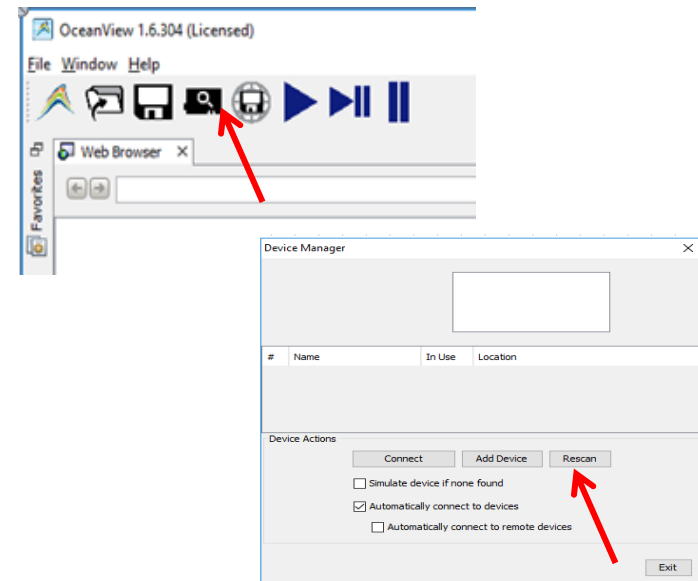 OceanView 1.6.304 (Licensed)
File Window Help
Web Browser
Favorites
Device Manager
# Name In Use Location
Device Actions
Connect Add Device Rescan
Simulate device if none found
Automatically connect to devices
Automatically connect to remote devices
Exit